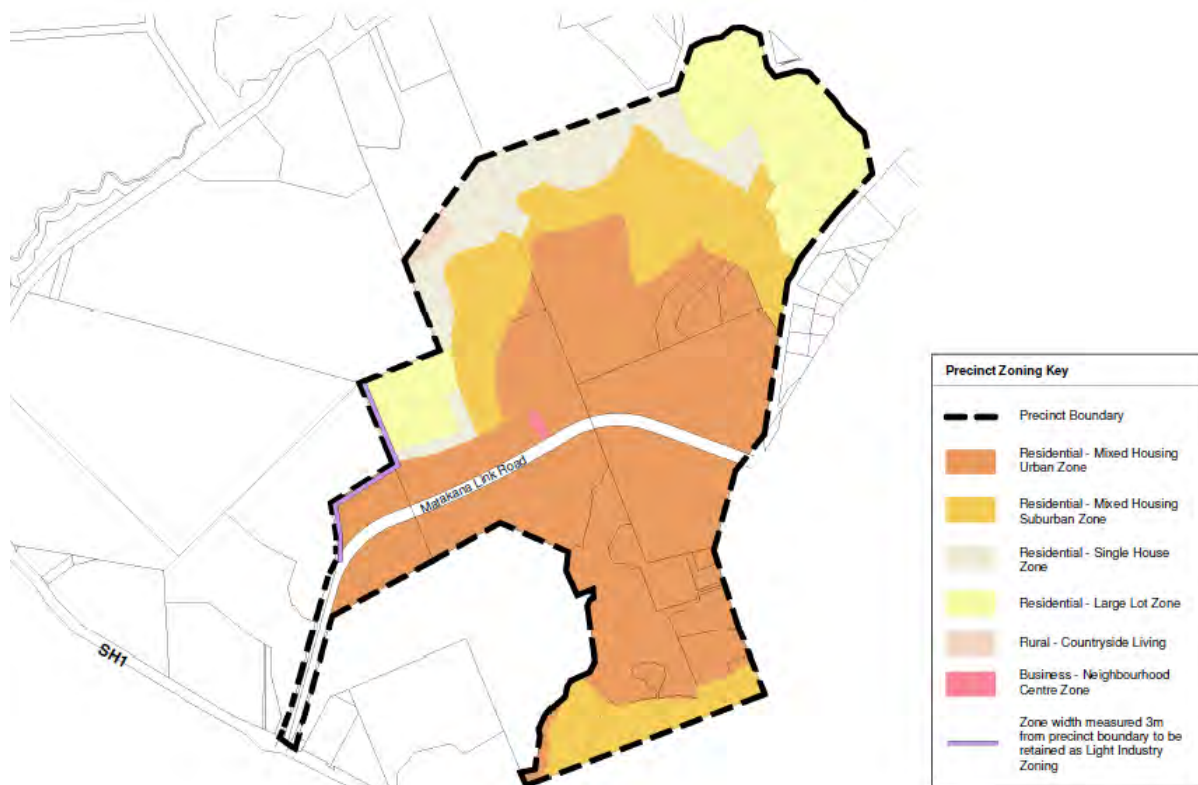 Matakana Link Road
SH1
Precinct Zoning Key
Precinct Boundary
Residential - Mixed Housing
Urban Zone
Residential - Mixed Housing
Suburban Zone
Residential - Single House
Zone
Residential - Large Lot Zone
Rural - Countryside Living
Business - Neighbourhood
Centre Zone
Zone width measured 3m
from precinct boundary to be
retained as Light Industry
Zoning